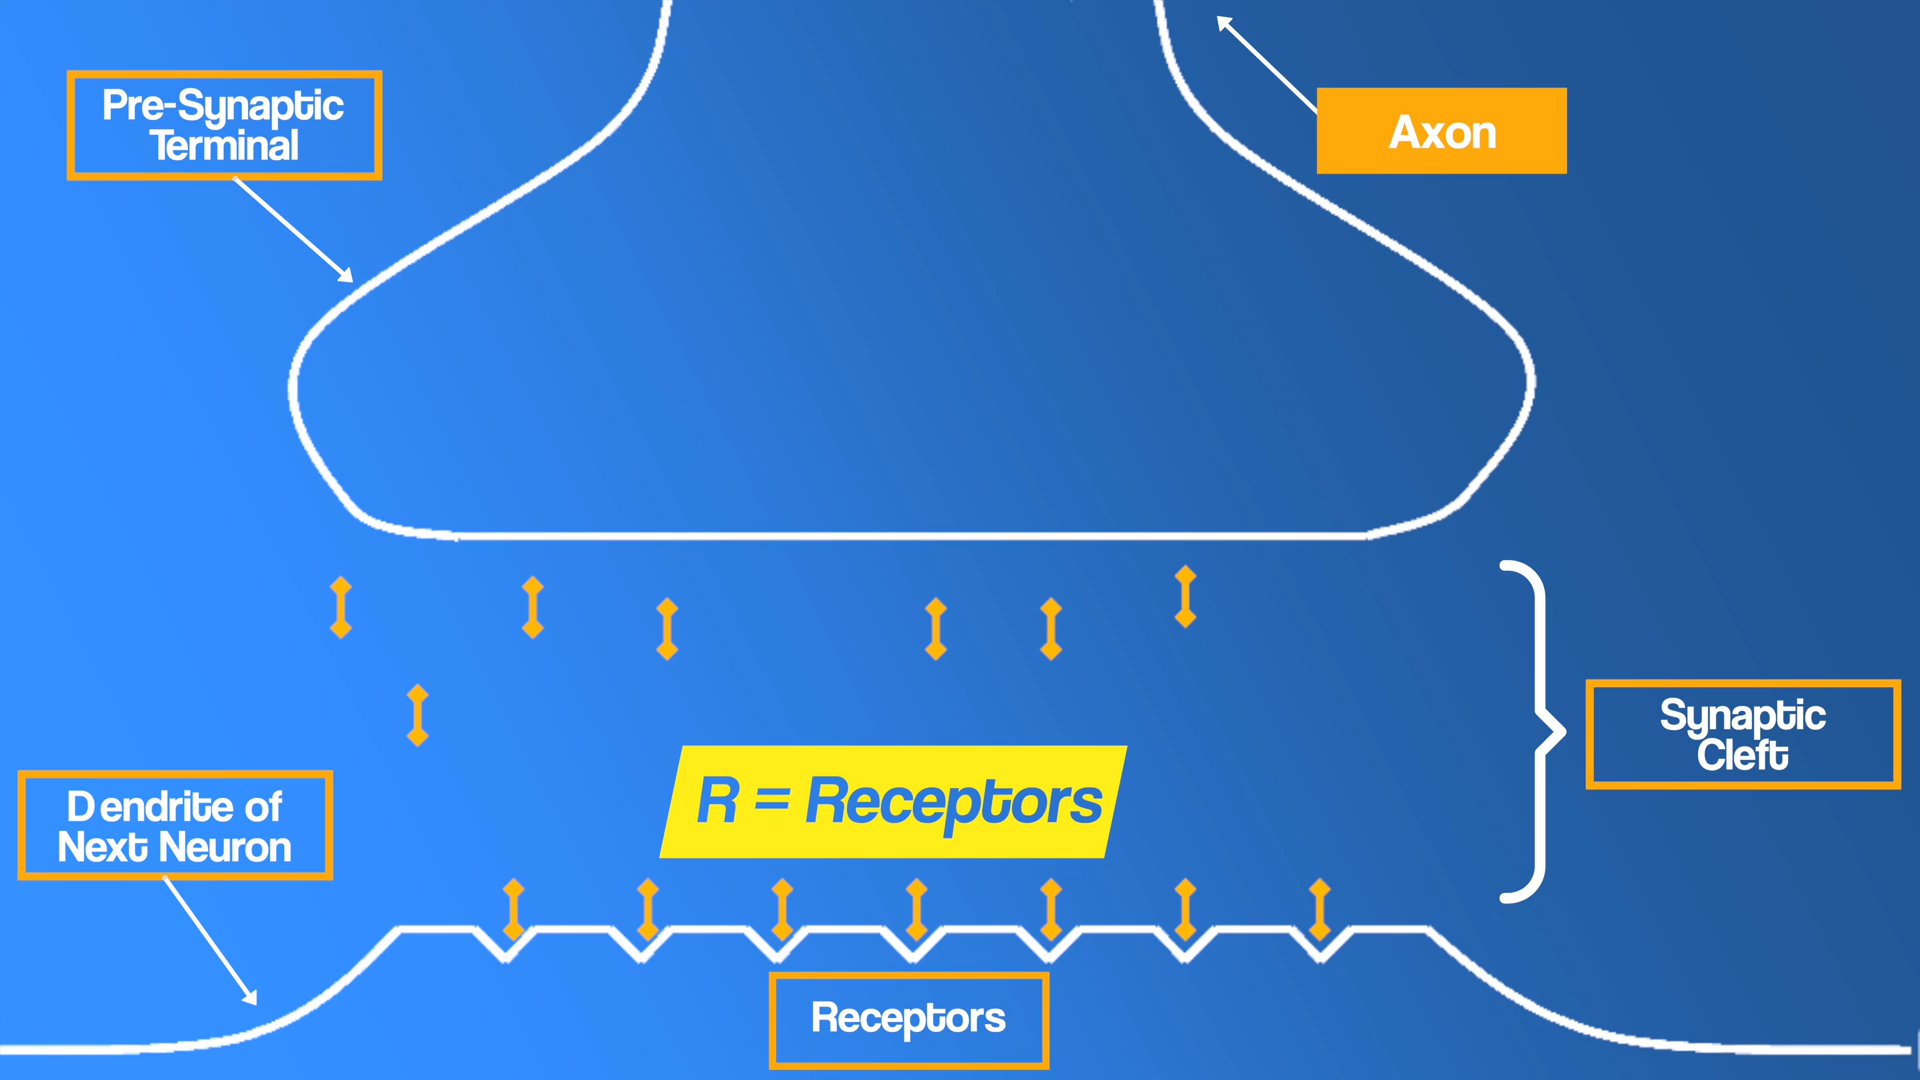 Pre-Synaptic
Terminal
Axon
Synaptic
Cleft
R = Receptors
Dendrite of
Next Neuron
Receptors